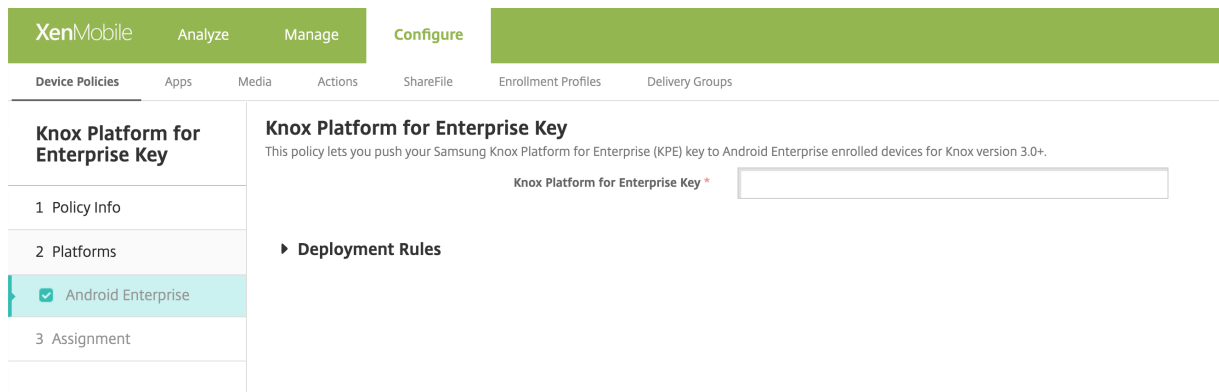 XenMobile Analyze Manage Configure
Device Policies Apps Media Actions ShareFile Enrollment Profiles Delivery Groups
Knox Platform for
Enterprise Key
1 Policy Info
2 Platforms
Android Enterprise
3 Assignment
Knox Platform for Enterprise Key
This policy lets you push your Samsung Knox Platform for Enterprise (KPE) key to Android Enterprise enrolled devices for Knox version 3.0+.
Knox Platform for Enterprise Key *
Deployment Rules